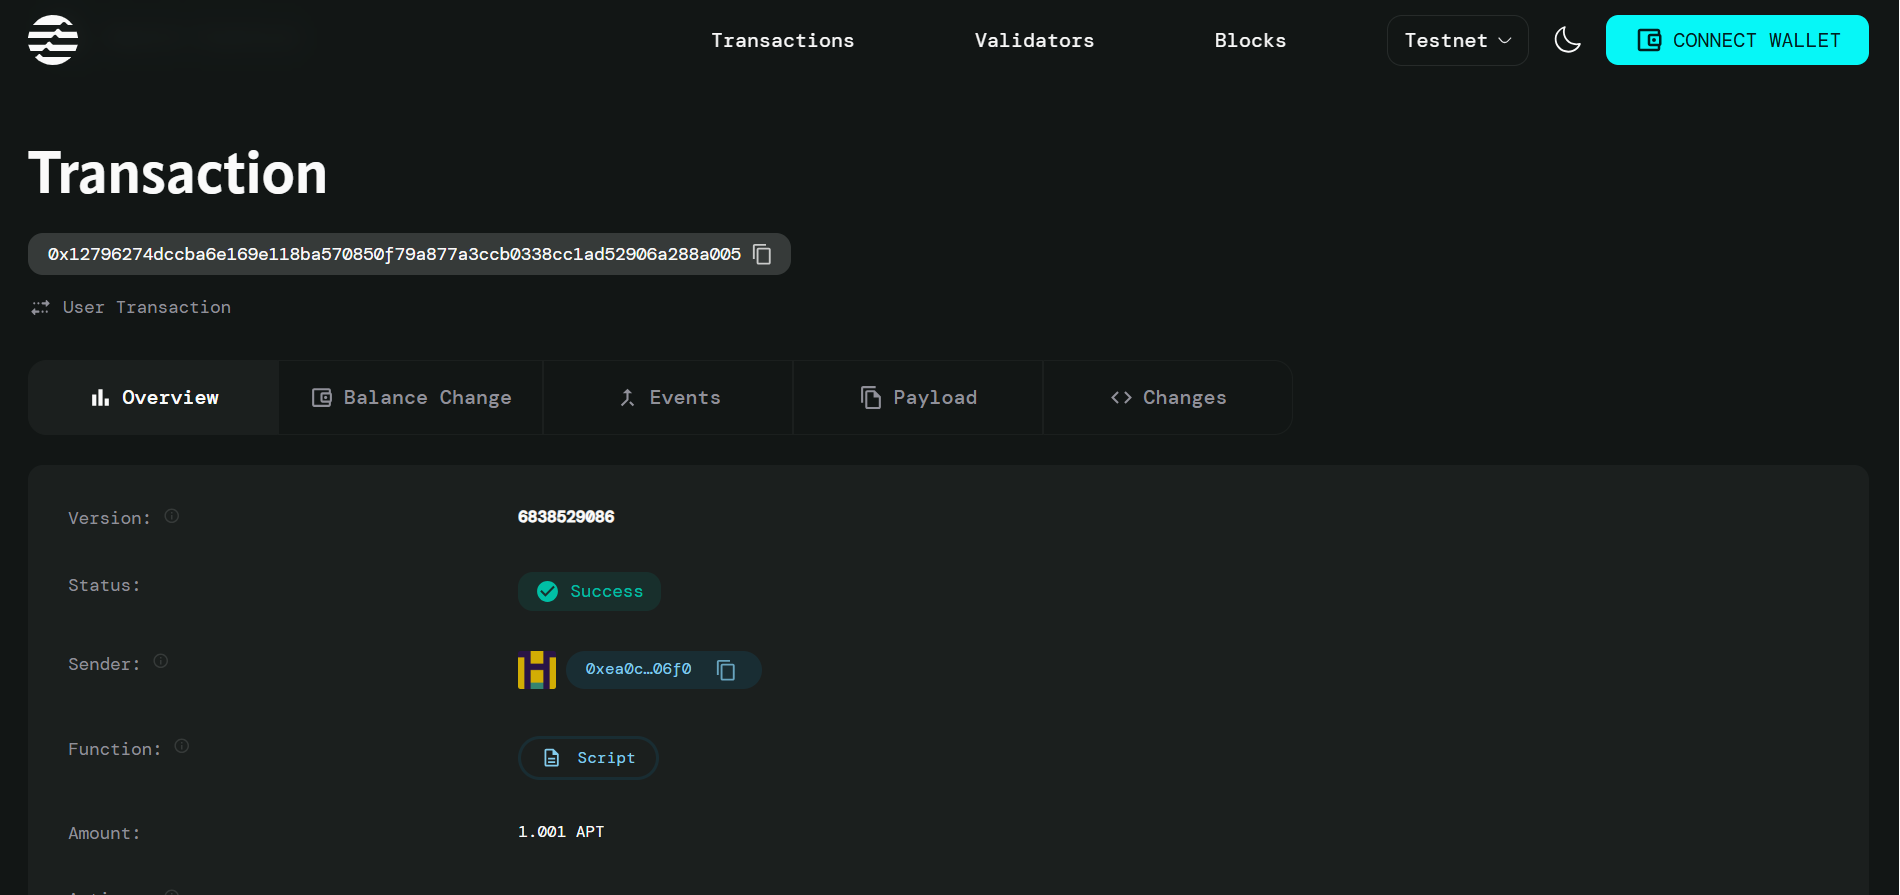 Transactions
Validators
Blocks
Testnet
CONNECT WALLET
Transaction
0x12796274dccba6e169e118ba570850f79a877a3ccb0338cc1ad52906a288a005
User Transaction
Overview
Balance Change
Events
Payload
Changes
Version:
6838529086
Status:
Success
Sender:
0xea0c…06f0
Function:
Script
Amount:
1.001 APT